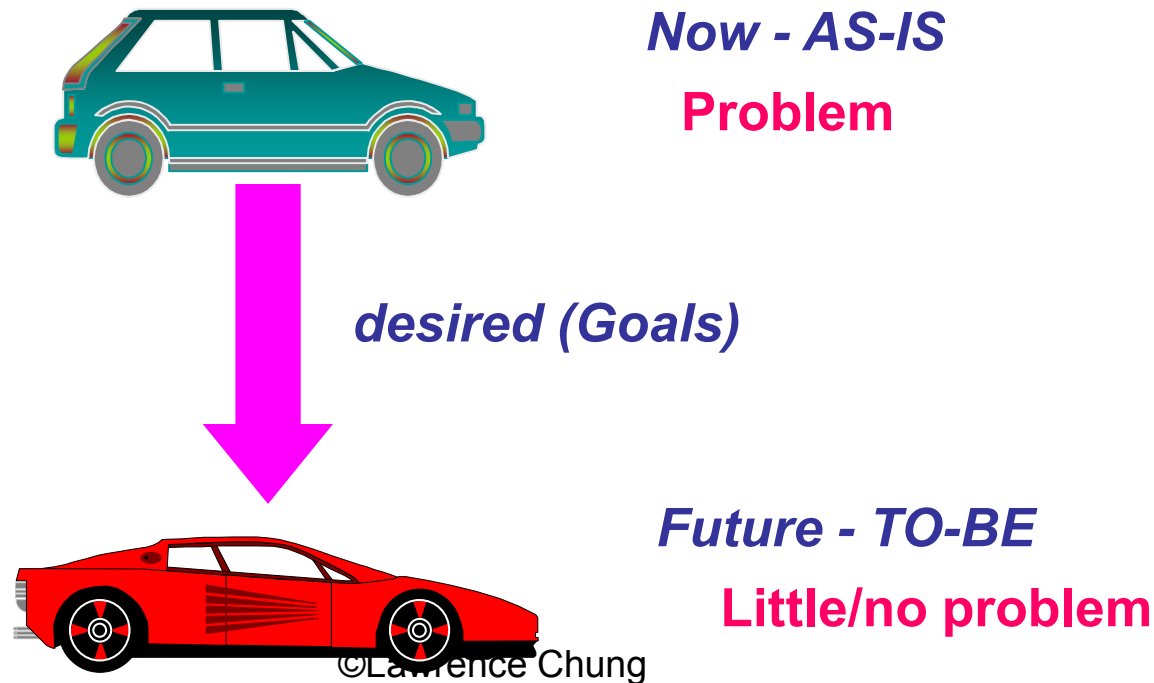 Now - AS-IS
Problem
desired (Goals)
Future - TO-BE
Little/no problem
©Lawrence Chung